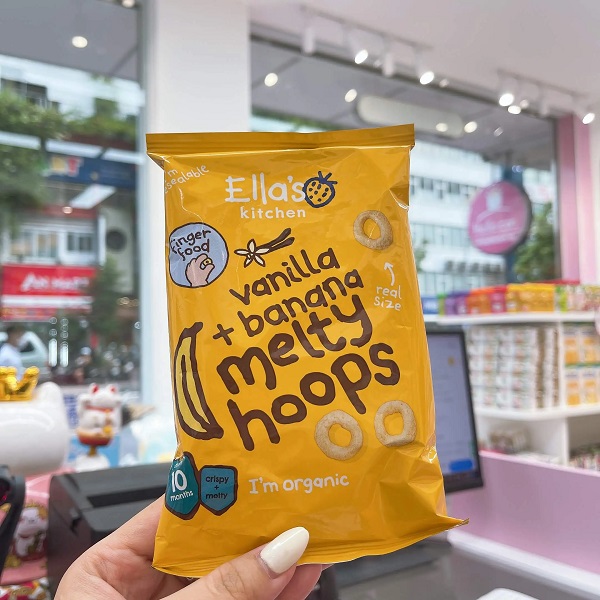 I'm
resealable
Ella's
kitchen
finger
food
vanilla
+ banana
melty
hoops
real
size
10
months
crispy
+
melty
I'm organic